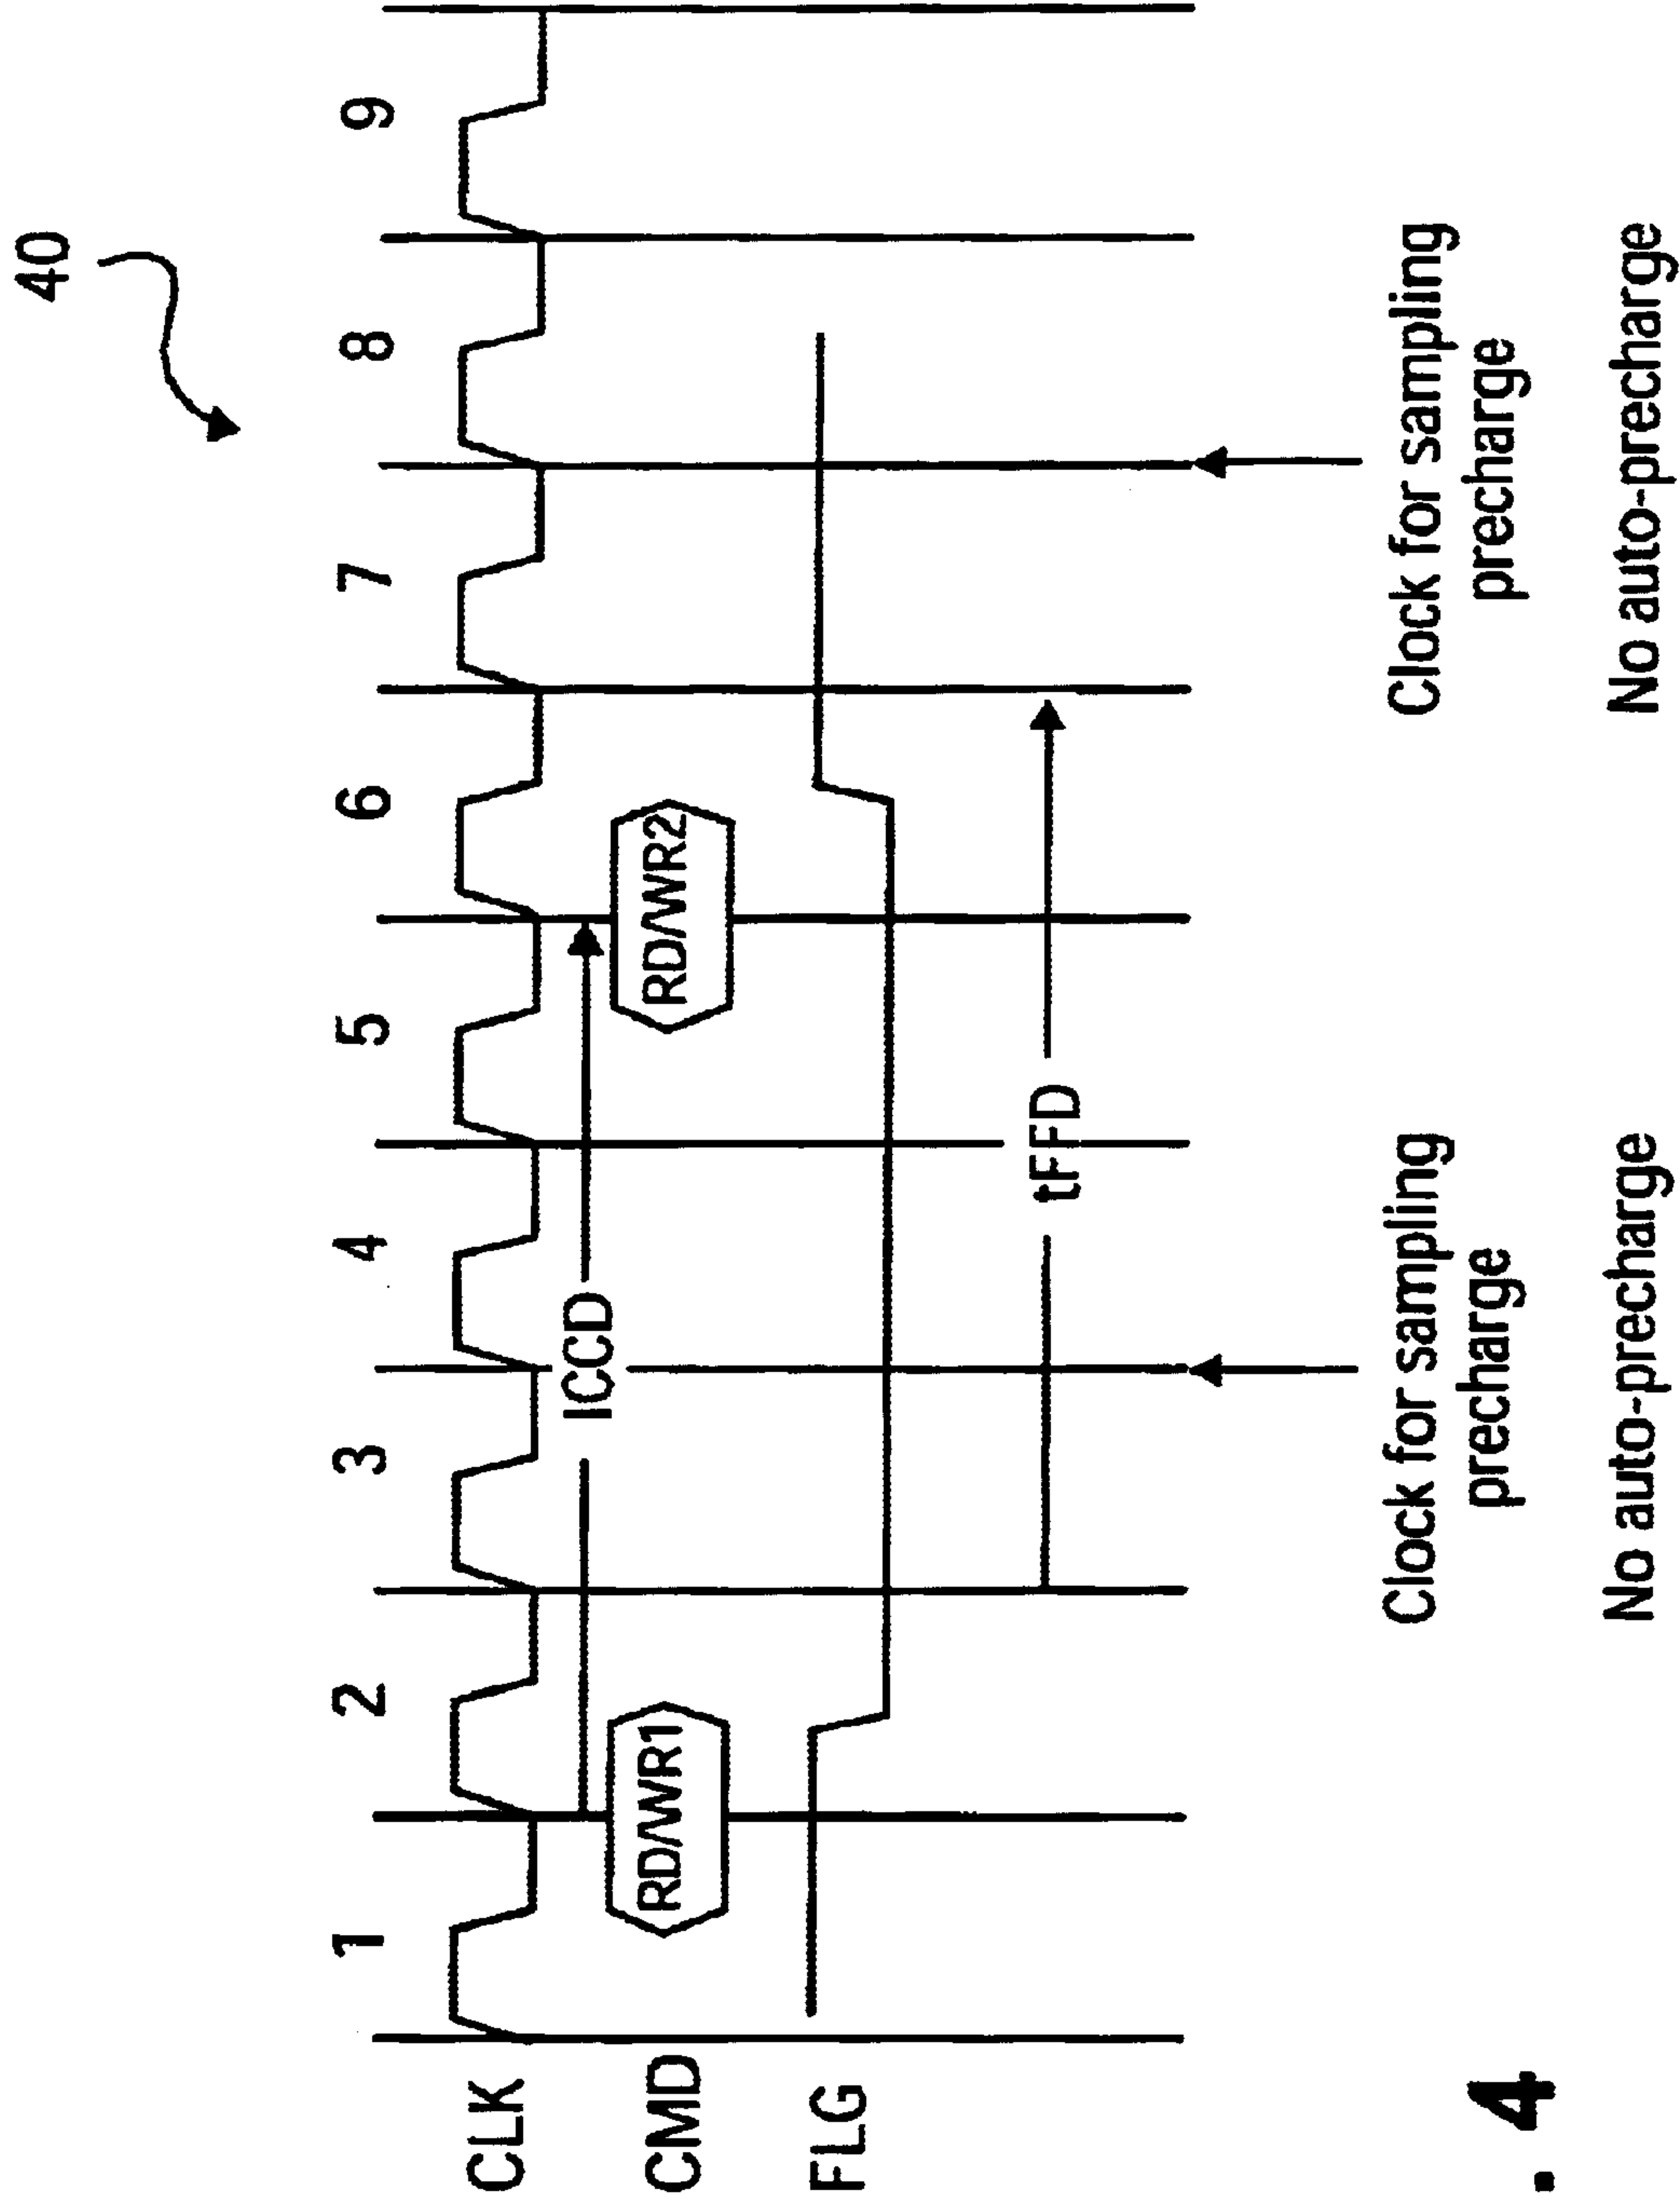 40
1 2 3 4 5 6 7 8 9
CLK
ICCD
CMD RD/WR1 RD/WR2
FLG
tFFD
Clock for sampling Clock for sampling
precharge precharge
No auto-precharge No auto-precharge
. 4